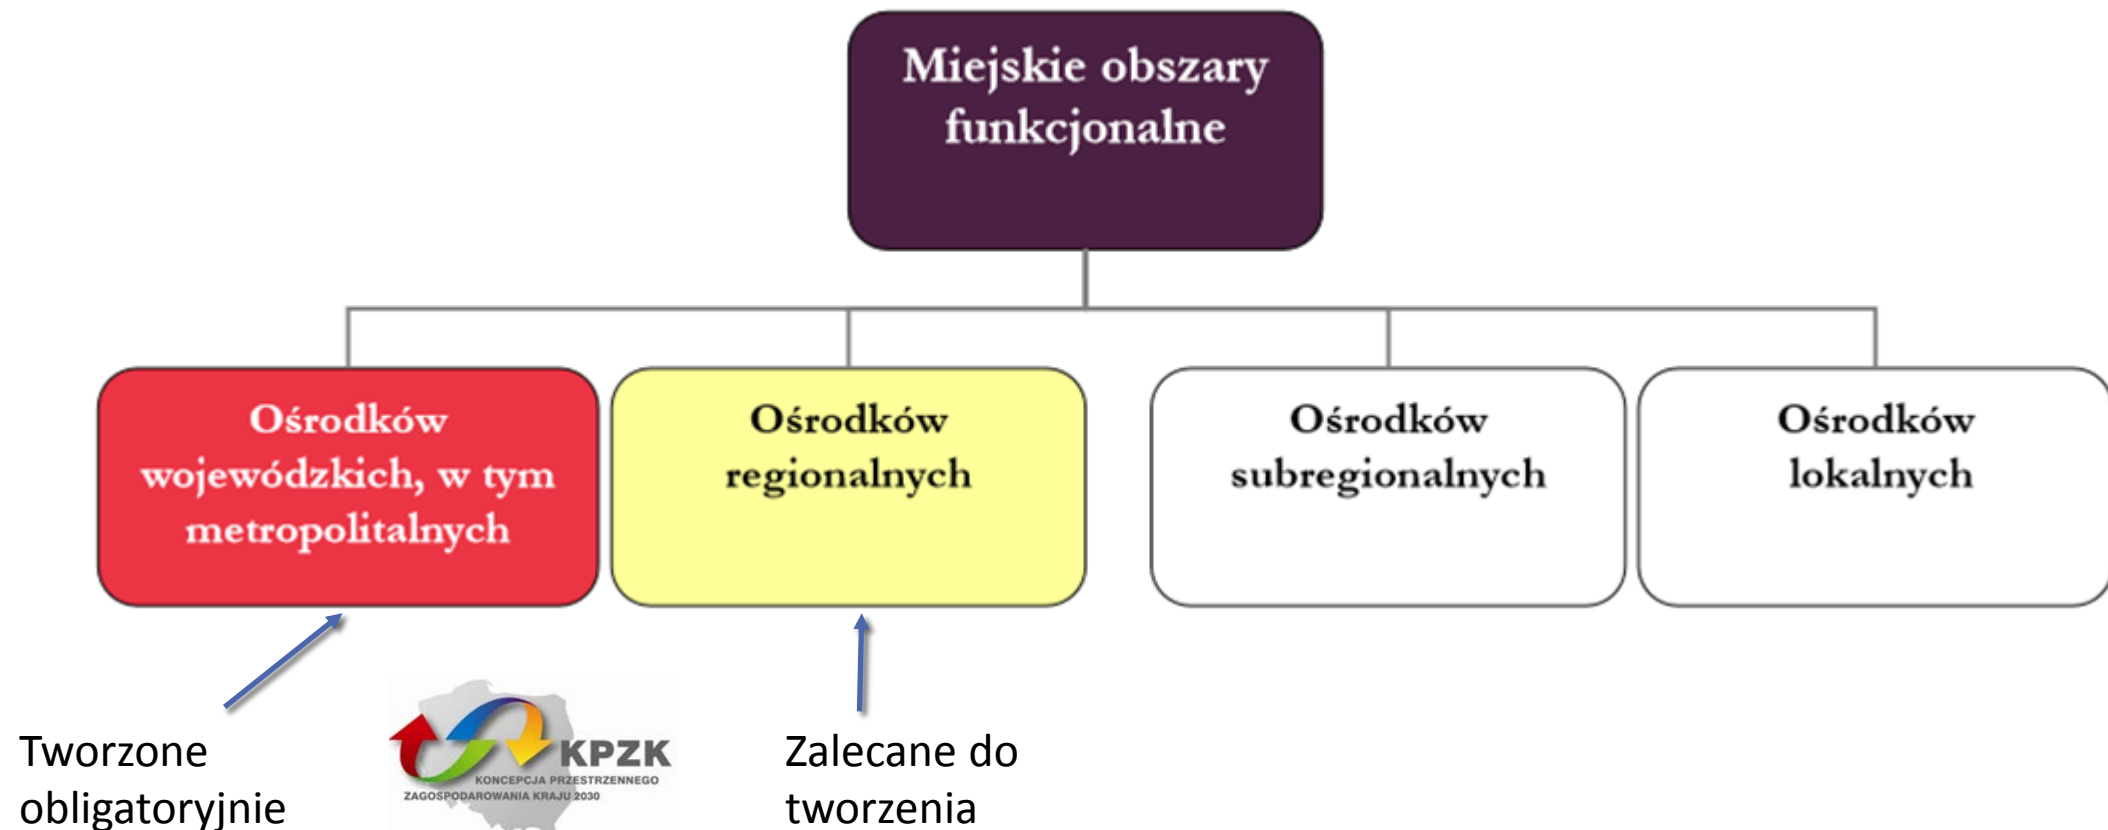 Miejskie obszary
funkcjonalne
Ośrodków
wojewódzkich, w tym
metropolitalnych
Ośrodków
regionalnych
Ośrodków
subregionalnych
Ośrodków
lokalnych
Tworzone
obligatoryjnie
KPZK
KONCEPCJA PRZESTRZENNEGO
ZAGOSPODAROWANIA KRAJU 2030
Zalecane do
tworzenia